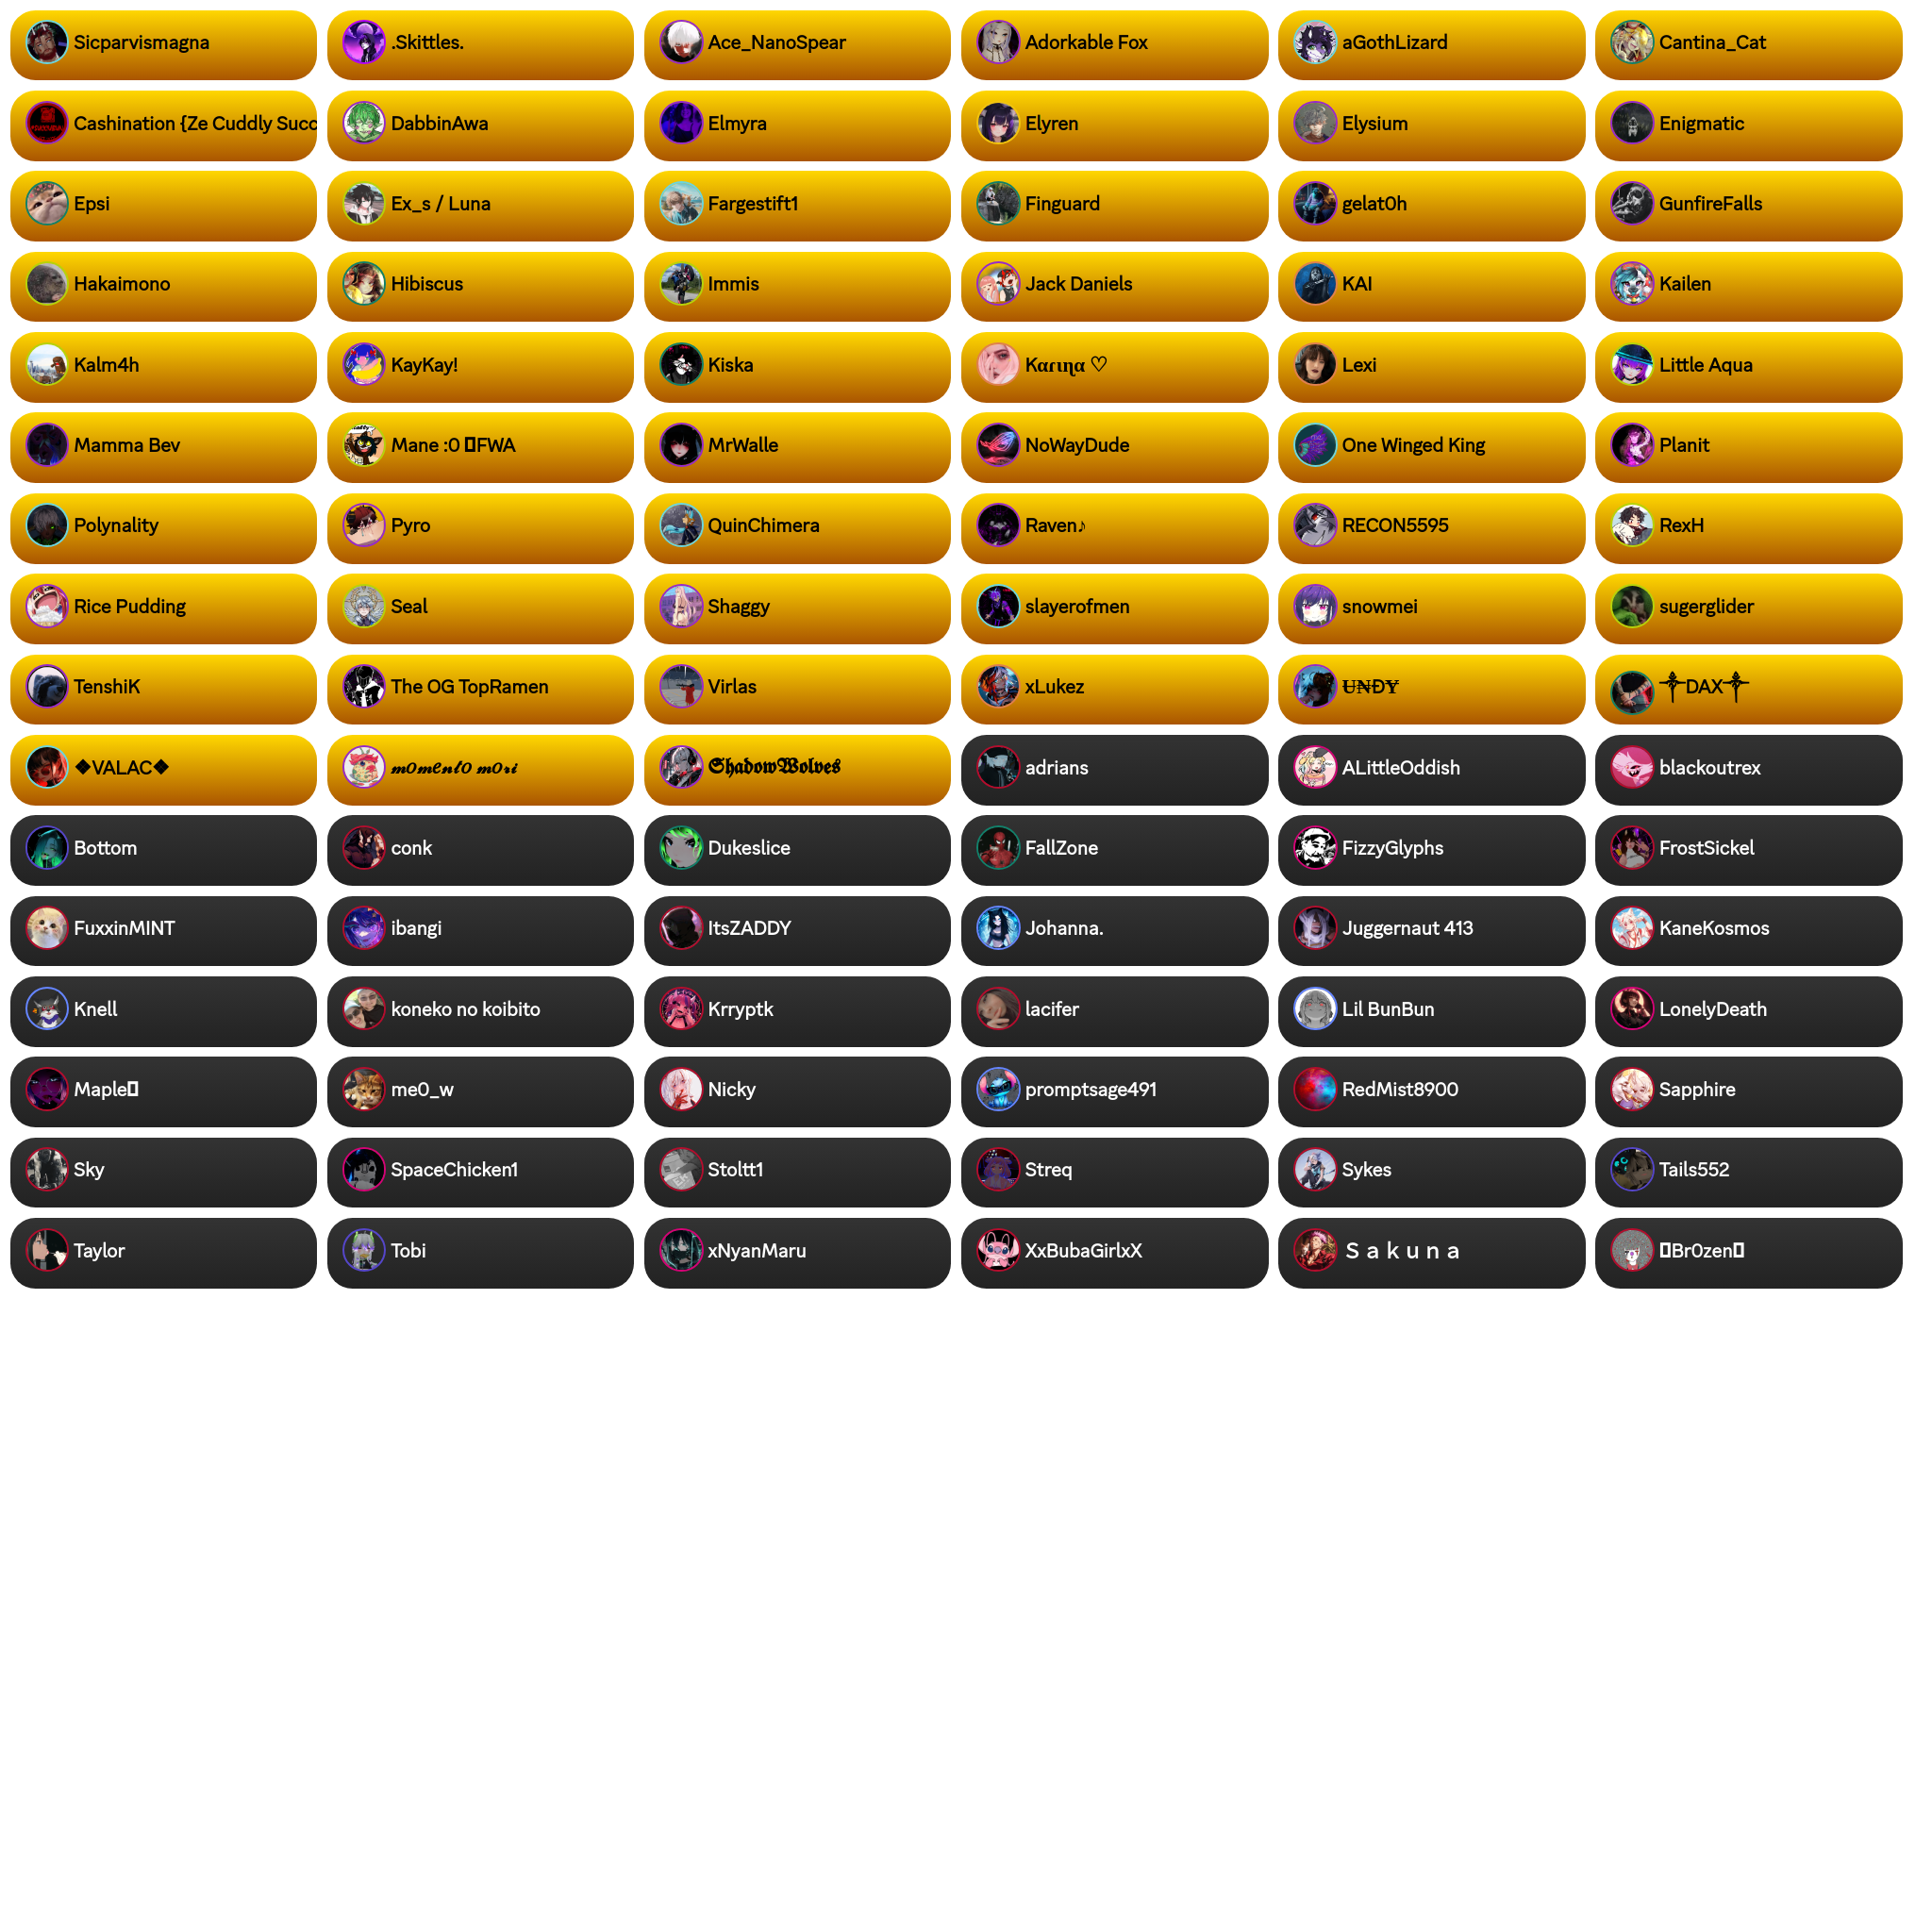 Sicparvismagna
.Skittles.
Ace_NanoSpear
Adorkable Fox
aGothLizard
Cantina_Cat
Cashination {Ze Cuddly Succ
DabbinAwa
Elmyra
Elyren
Elysium
Enigmatic
Epsi
Ex_s / Luna
Fargestift1
Finguard
gelat0h
GunfireFalls
Hakaimono
Hibiscus
Immis
Jack Daniels
KAI
Kailen
Kalm4h
KayKay!
Kiska
Kαɾιɳα ♡
Lexi
Little Aqua
Mamma Bev
Mane :0 FWA
MrWalle
NoWayDude
One Winged King
Planit
Polynality
Pyro
QuinChimera
Raven♪
RECON5595
RexH
Rice Pudding
Seal
Shaggy
slayerofmen
snowmei
sugerglider
TenshiK
The OG TopRamen
Virlas
xLukez
U̶N̶ĐɎ
⸸DAX⸸
❖VALAC❖
𝓶𝓸𝓶𝓮𝓷𝓽𝓸 𝓶𝓸𝓻𝓲
𝕾𝖍𝖆𝖉𝖔𝖜𝖂𝖔𝖑𝖛𝖊𝖘
adrians
ALittleOddish
blackoutrex
Bottom
conk
Dukeslice
FallZone
FizzyGlyphs
FrostSickel
FuxxinMINT
ibangi
ItsZADDY
Johanna.
Juggernaut 413
KaneKosmos
Knell
koneko no koibito
Krryptk
lacifer
Lil BunBun
LonelyDeath
Maple
me0_w
Nicky
promptsage491
RedMist8900
Sapphire
Sky
SpaceChicken1
Stoltt1
Streq
Sykes
Tails552
Taylor
Tobi
xNyanMaru
XxBubaGirlxX
Ｓａｋｕｎａ
Br0zen